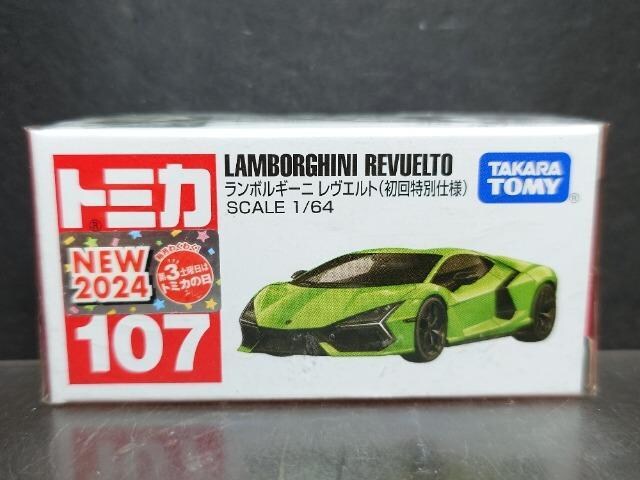 LAMBORGHINI REVUELTO
ランボルギーニ レヴエルト(初回特別仕様)
SCALE 1/64
TAKARA
TOMY®
トミカ
®
NEW
2024
第3土曜日は
トミカの日
107